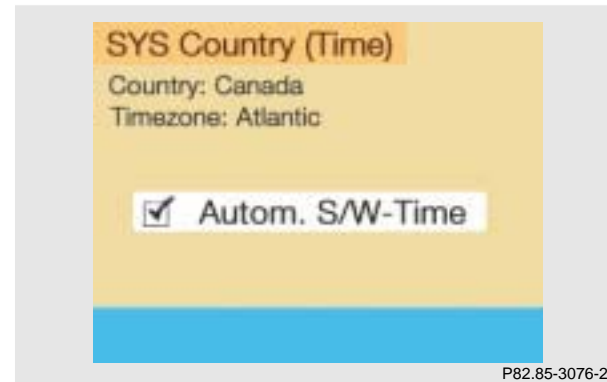 SYS Country (Time)
Country: Canada
Timezone: Atlantic
Autom. S/W-Time
P82.85-3076-2